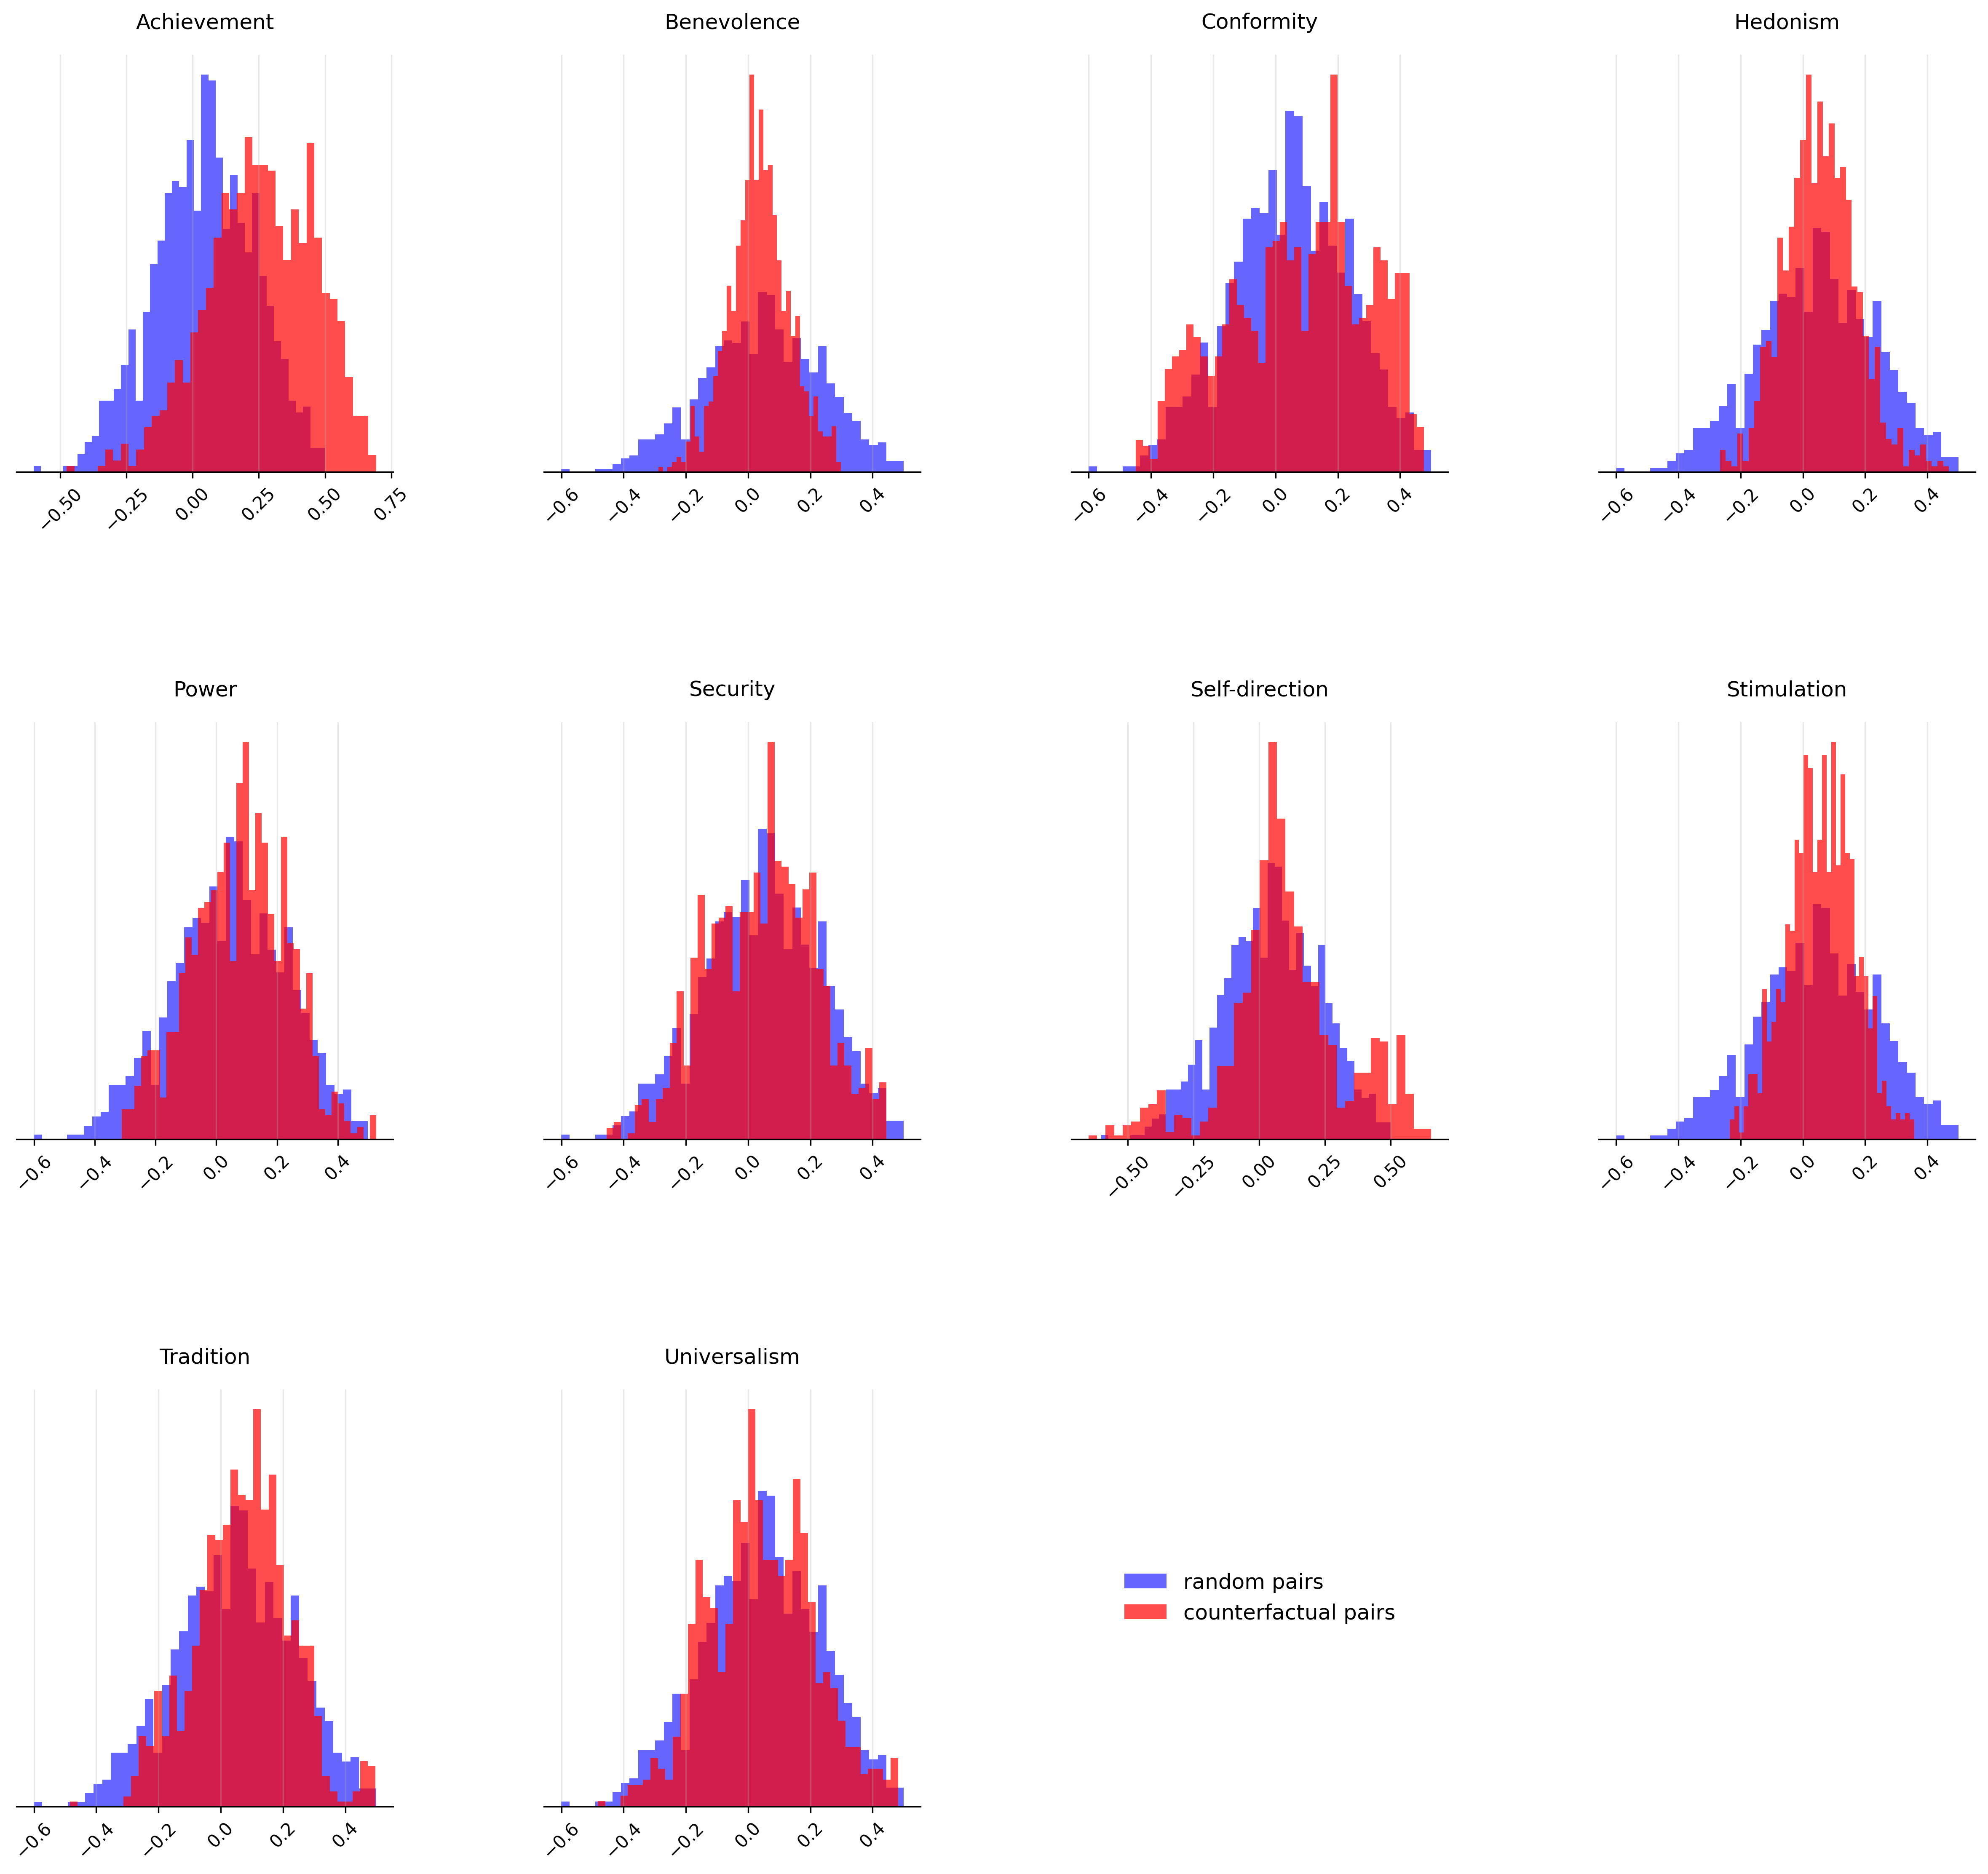 Achievement Benevolence Conformity Hedonism
−0.50 −0.25 0.00 0.25 0.50 0.75 −0.6 −0.4 −0.2 0.0 0.2 0.4 −0.6 −0.4 −0.2 0.0 0.2 0.4 −0.6 −0.4 −0.2 0.0 0.2 0.4
Power Security Self-direction Stimulation
−0.6 −0.4 −0.2 0.0 0.2 0.4 −0.6 −0.4 −0.2 0.0 0.2 0.4 −0.50 −0.25 0.00 0.25 0.50 −0.6 −0.4 −0.2 0.0 0.2 0.4
Tradition Universalism
random pairs
counterfactual pairs
−0.6 −0.4 −0.2 0.0 0.2 0.4 −0.6 −0.4 −0.2 0.0 0.2 0.4